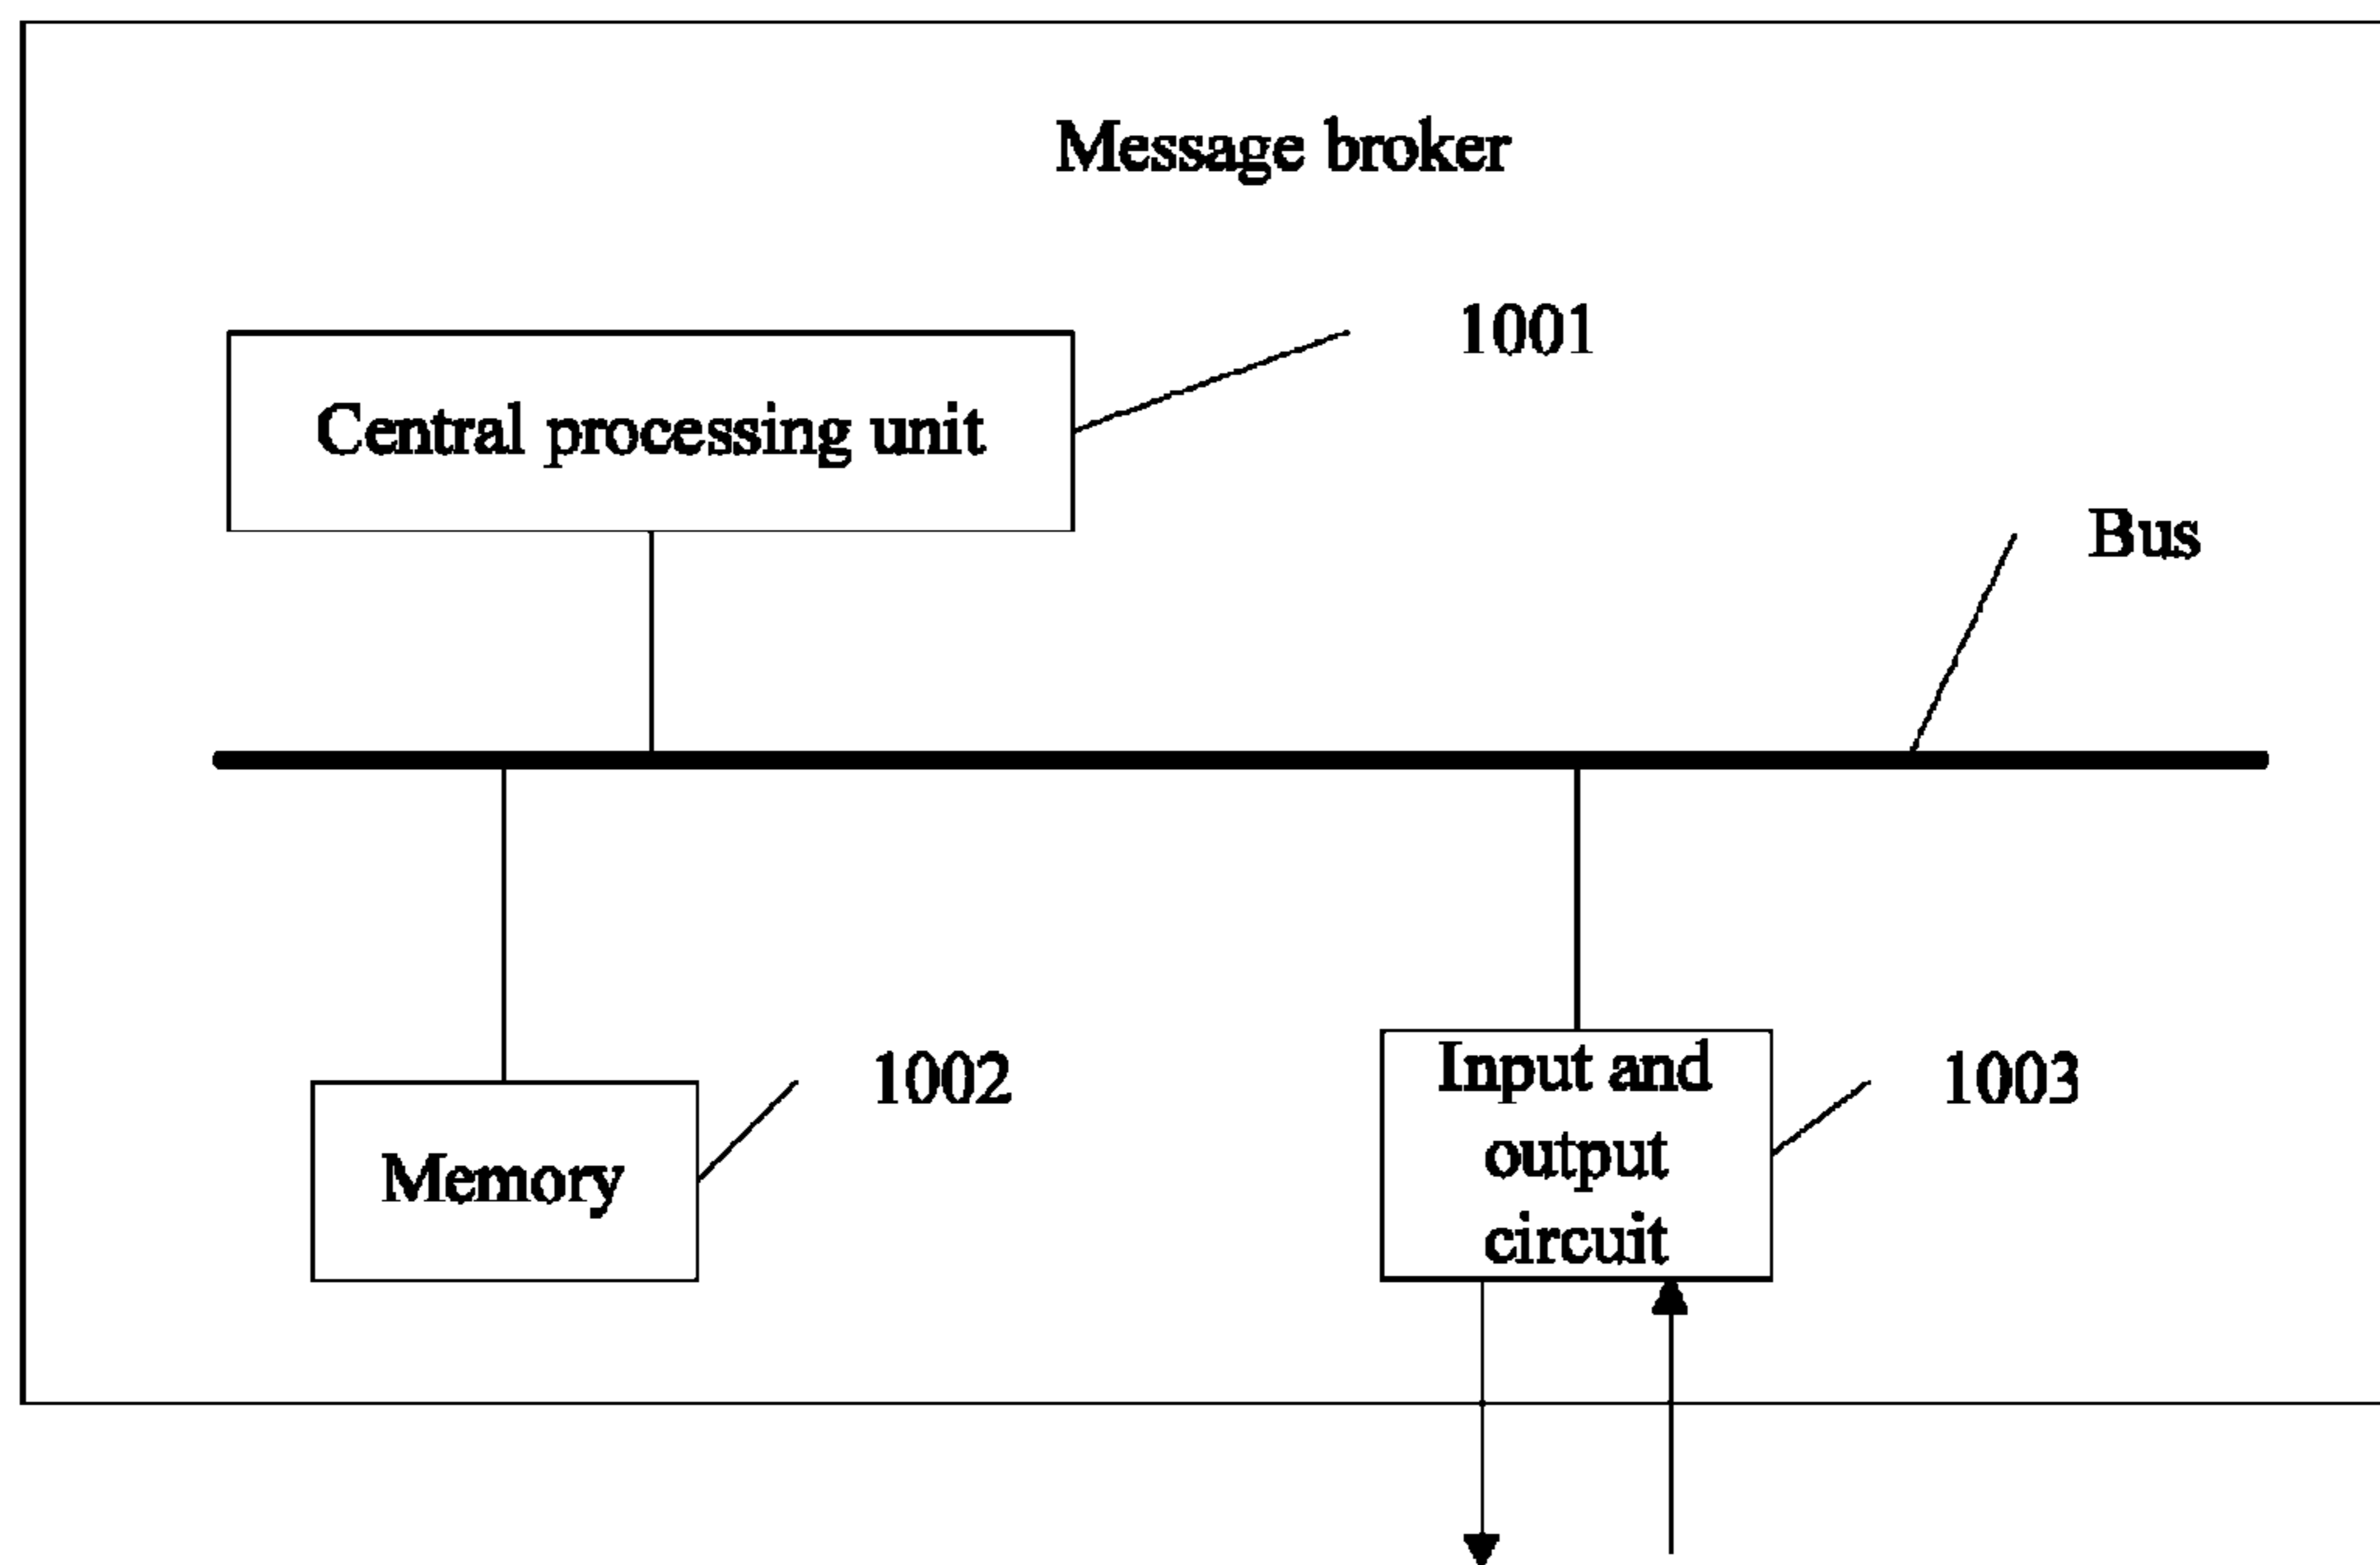 Message broker
1001
Central processing unit
Bus
1002
Memory
Input and
output
circuit
1003